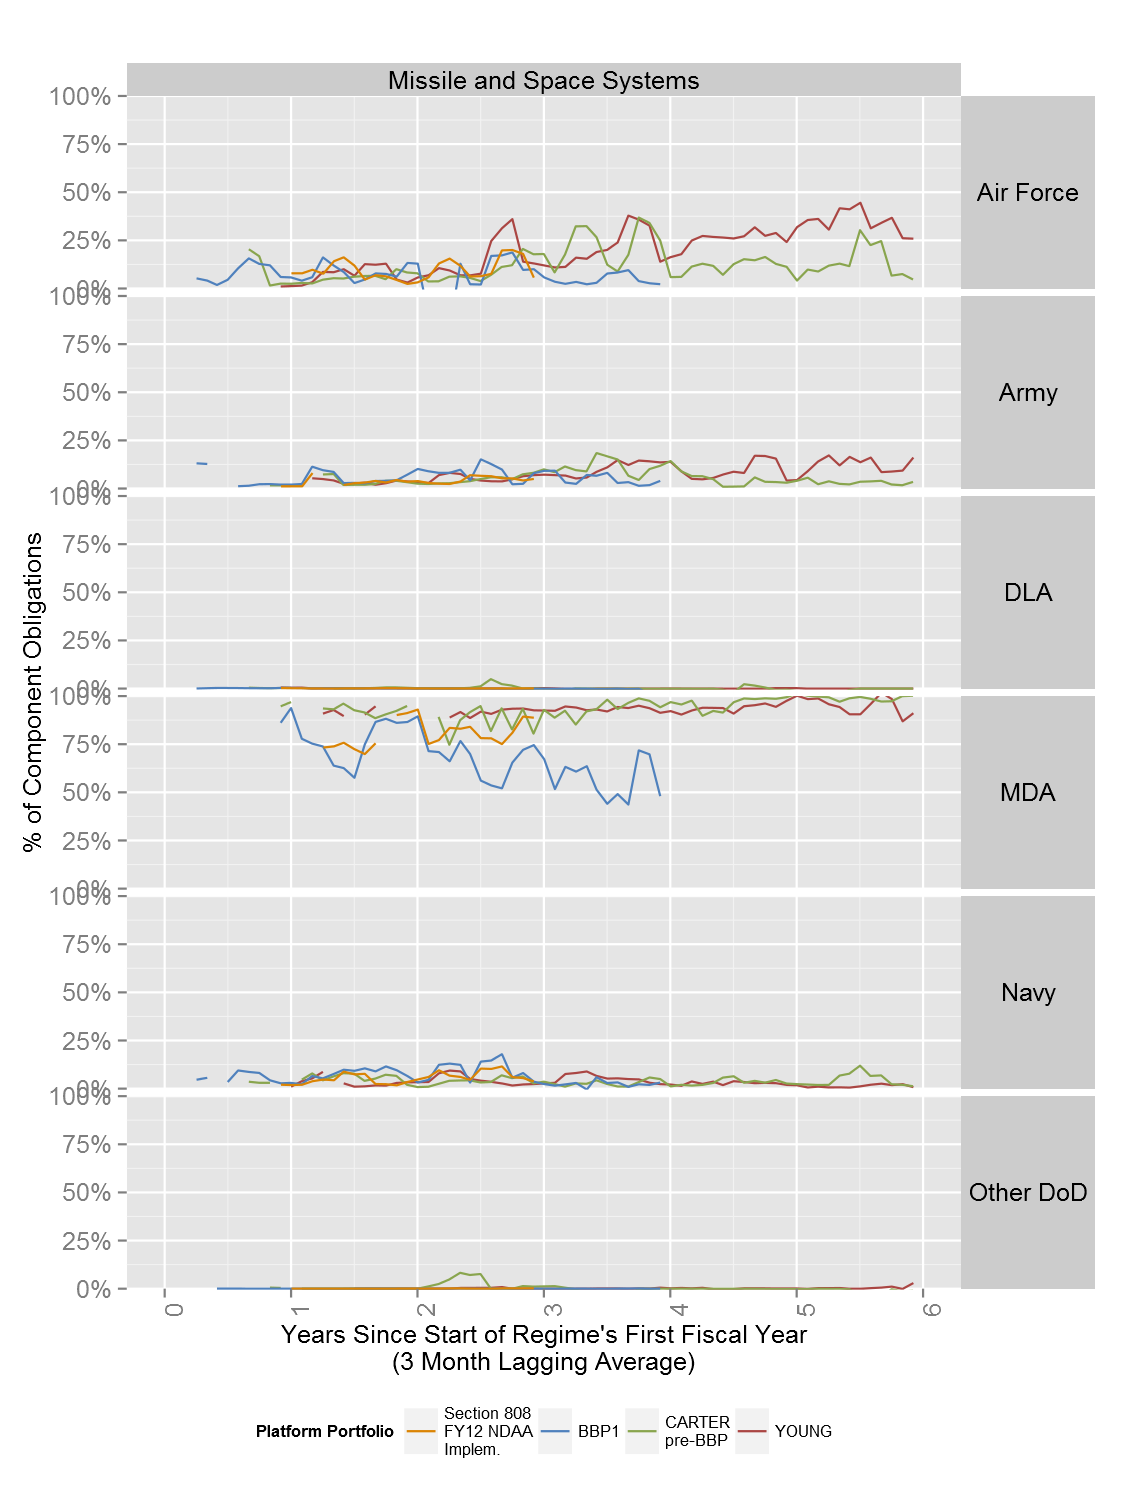 Missile and Space Systems
100%
75%
50%
25%
0%
Air Force
100%
75%
50%
25%
0%
Army
100%
75%
50%
25%
0%
DLA
100%
75%
50%
25%
0%
MDA
100%
75%
50%
25%
0%
Navy
100%
75%
50%
25%
0%
Other DoD
% of Component Obligations
0 1 2 3 4 5 6
Years Since Start of Regime's First Fiscal Year
(3 Month Lagging Average)
Platform Portfolio
Section 808
FY12 NDAA
Implem.
BBP1
CARTER
pre-BBP
YOUNG